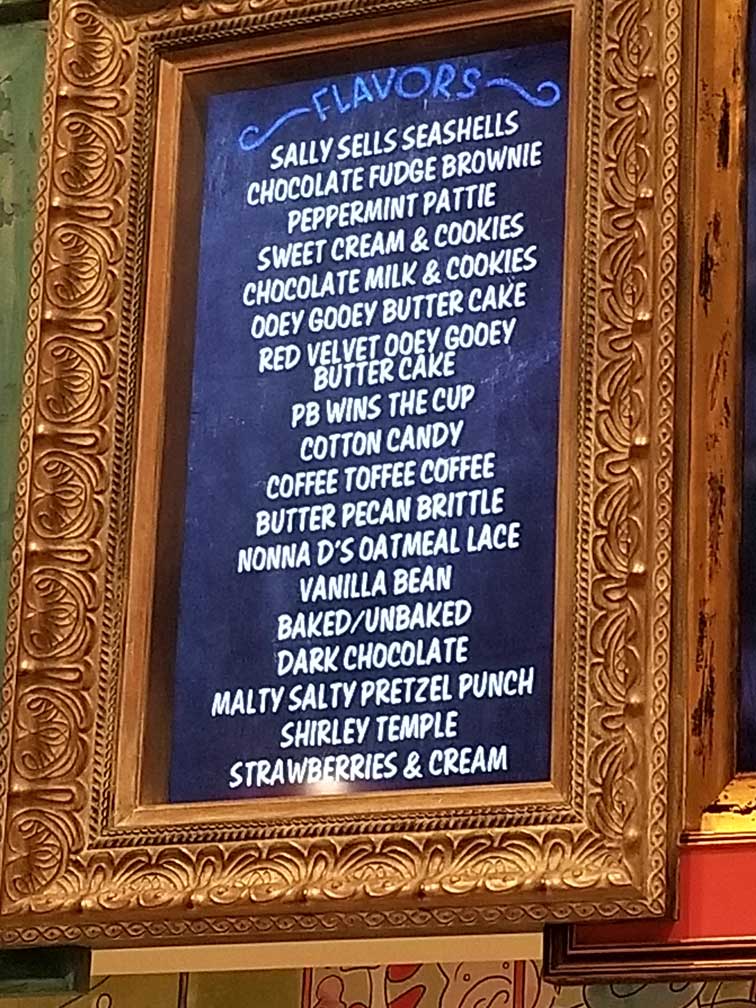 FLAVORS
SALLY SELLS SEASHELLS
CHOCOLATE FUDGE BROWNIE
PEPPERMINT PATTIE
SWEET CREAM & COOKIES
CHOCOLATE MILK & COOKIES
OOEY GOOEY BUTTER CAKE
RED VELVET OOEY GOOEY
BUTTER CAKE
PB WINS THE CUP
COTTON CANDY
COFFEE TOFFEE COFFEE
BUTTER PECAN BRITTLE
NONNA D'S OATMEAL LACE
VANILLA BEAN
BAKED/UNBAKED
DARK CHOCOLATE
MALTY SALTY PRETZEL PUNCH
SHIRLEY TEMPLE
STRAWBERRIES & CREAM